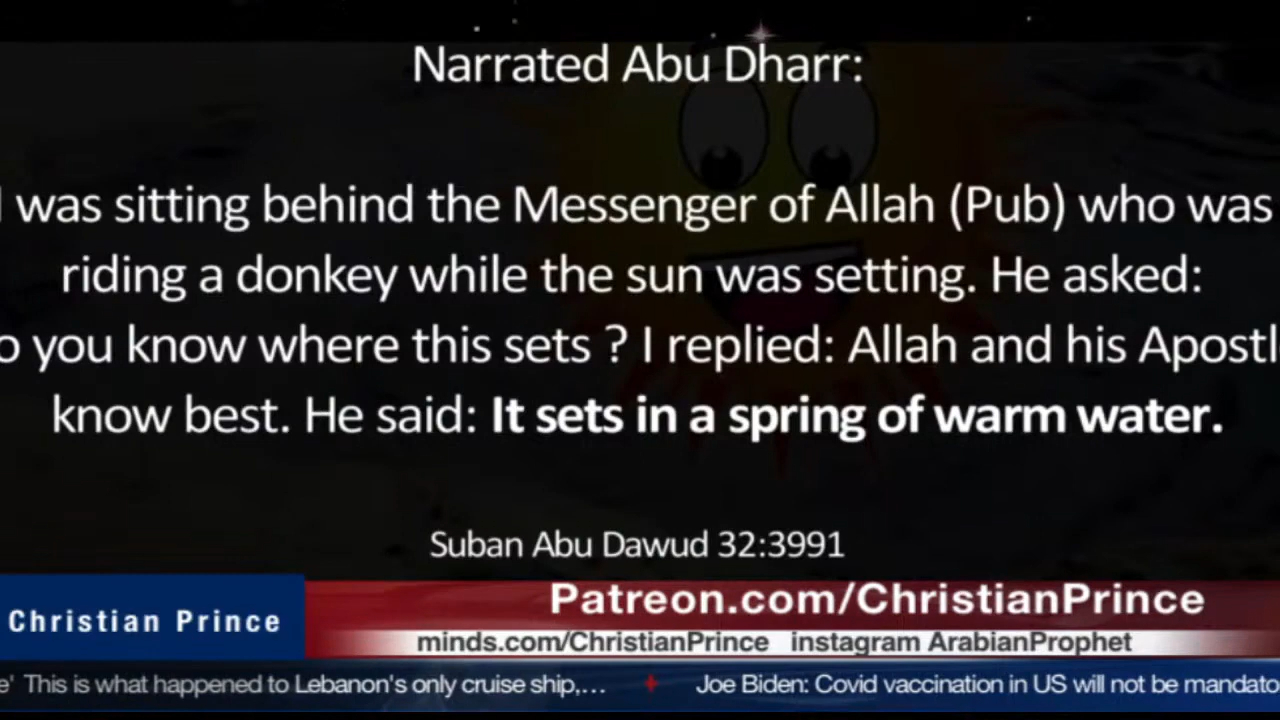 Narrated Abu Dharr:
I was sitting behind the Messenger of Allah (Pub) who was
riding a donkey while the sun was setting. He asked:
o you know where this sets ? I replied: Allah and his Apostl
know best. He said: It sets in a spring of warm water.
Suban Abu Dawud 32:3991
Christian Prince
Patreon.com/ChristianPrince
minds.com/ChristianPrince instagram ArabianProphet
e' This is what happened to Lebanon's only cruise ship,... Joe Biden: Covid vaccination in US will not be mandato